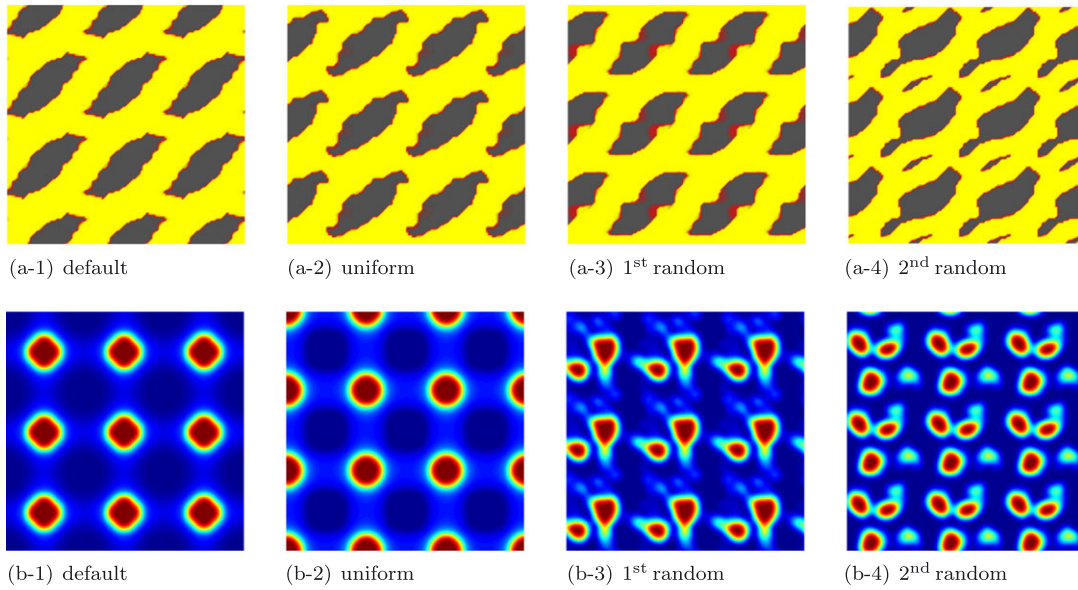 (a-1) default (a-2) uniform (a-3) 1st random (a-4) 2nd random
(b-1) default (b-2) uniform (b-3) 1st random (b-4) 2nd random